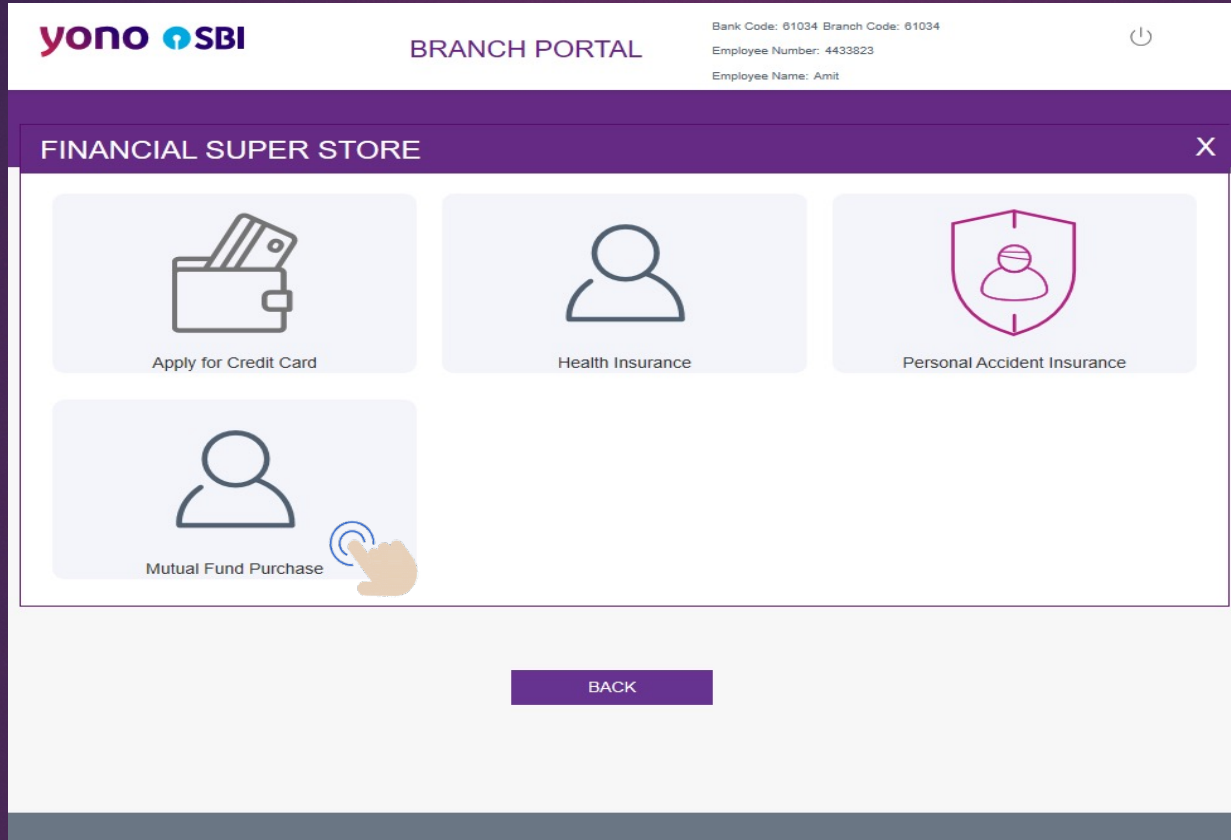 yono SBI
BRANCH PORTAL
Bank Code: 61034 Branch Code: 61034
Employee Number: 4433823
Employee Name: Amit
FINANCIAL SUPER STORE X
Apply for Credit Card
Health Insurance
Personal Accident Insurance
Mutual Fund Purchase
BACK